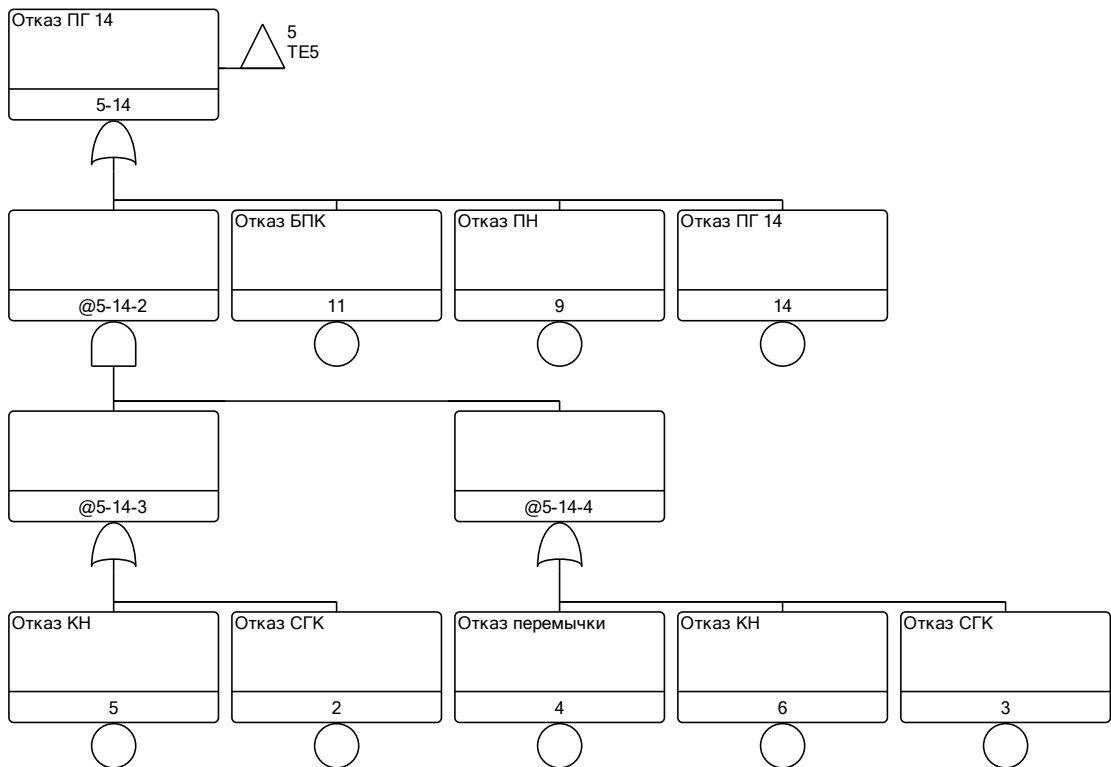 Отказ ПГ 14
5
TE5
5-14
Отказ БПК
Отказ ПН
Отказ ПГ 14
@5-14-2
11
9
14
@5-14-3
@5-14-4
Отказ КН
Отказ СГК
Отказ перемычки
Отказ КН
Отказ СГК
5
2
4
6
3